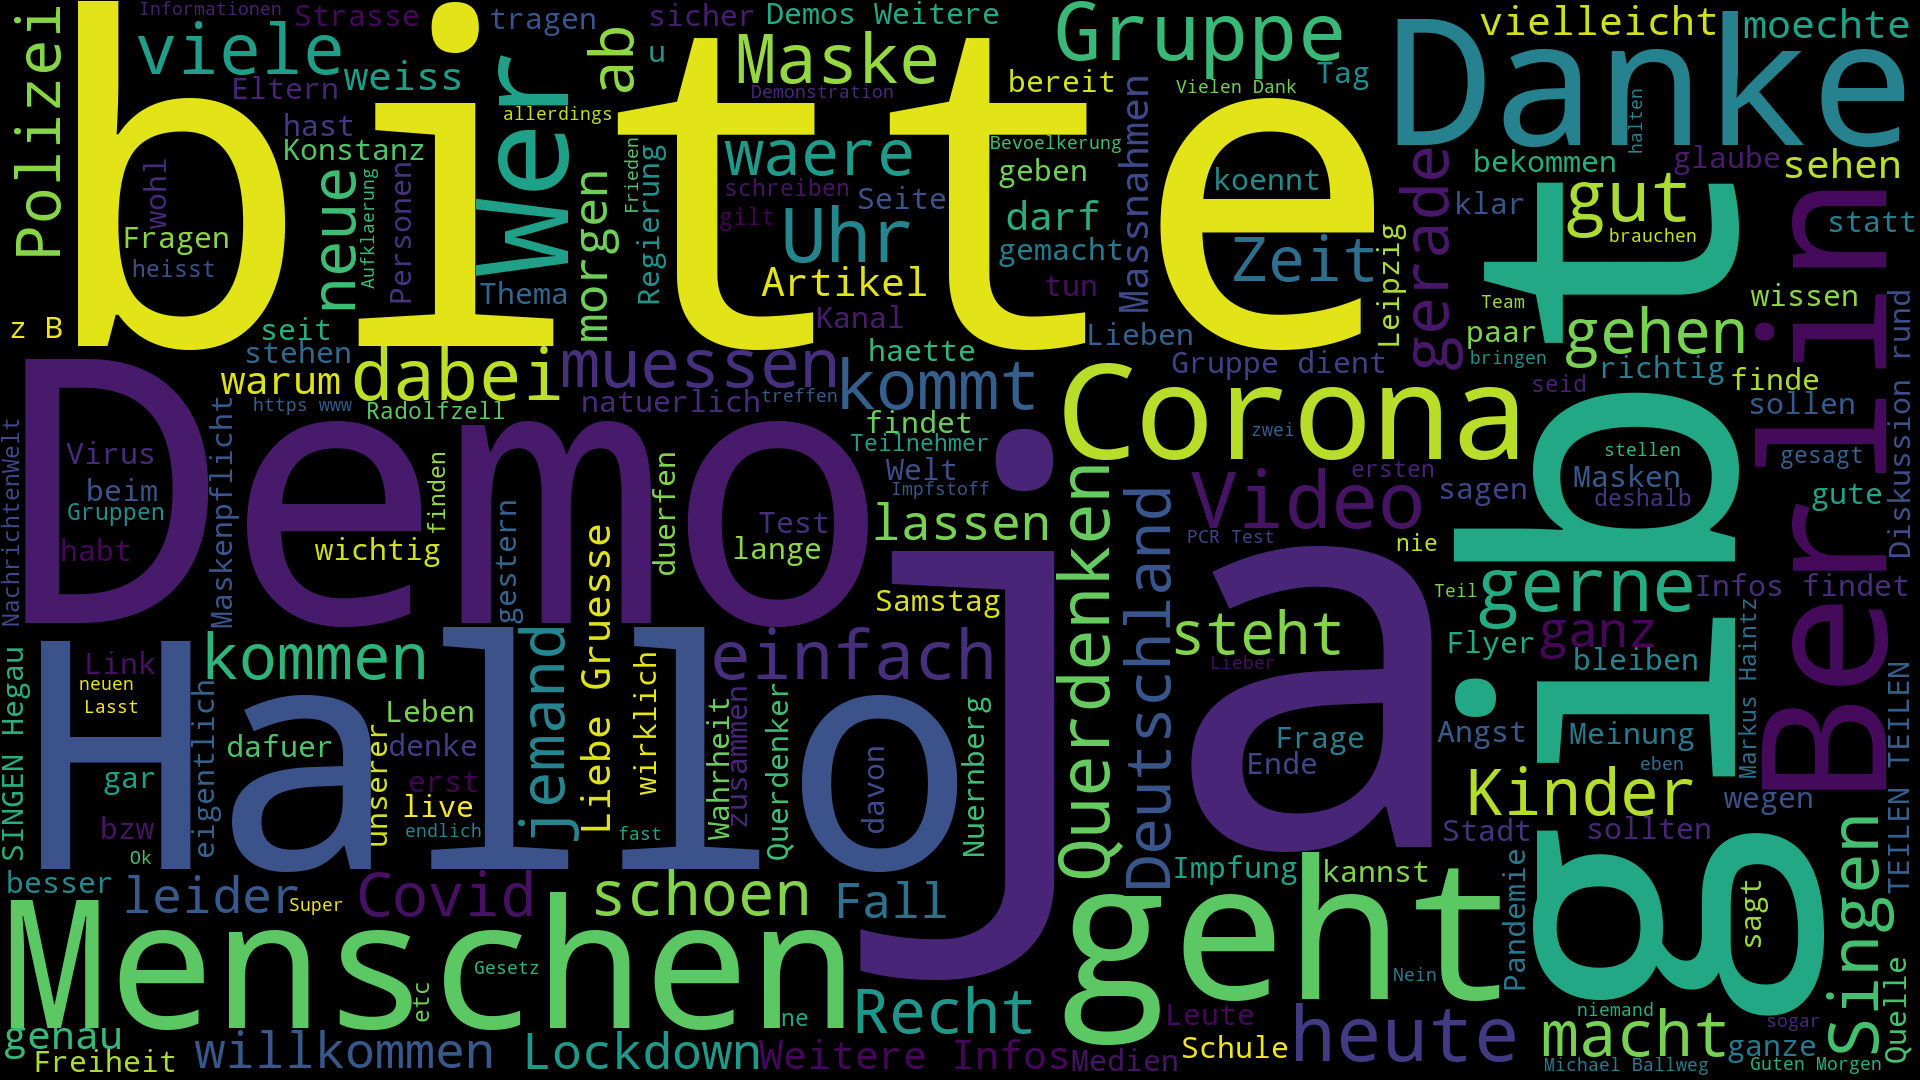 bitte
Demo
ja
gibt
Hallo
Menschen
Danke
geht
Corona
Berlin
Wer
Polizei
Informationen
Strasse
tragen
sicher
Demos Weitere
Gruppe
vielleicht
moechte
viele
weiss
ab
u
Maske
bereit
Vielen Dank
Tag
Eltern
allerdings
Demonstration
hast
Konstanz
wohl
Fragen
heisst
neue
Aufklaerung
Personen
Thema
morgen
Frieden
Regierung
waere
schreiben
gilt
Seite
Uhr
Artikel
Kanal
Bevoelkerung
geben
darf
gemacht
tun
Massnahmen
Lieben
koennt
Zeit
Leipzig
gerade
bekommen
halten
glaube
sehen
klar
gut
brauchen
statt
Team
paar
bringen
gehen
wissen
z B
seit
stehen
warum
dabei
https www
Radolfzell
muessen
natuerlich
treffen
kommt
haette
findet
Teilnehmer
Welt
Impfstoff
Gruppe dient
seid
richtig
finde
sollen
zwei
ersten
Video
PCR Test
sagen
nie
stellen
Masken
deshalb
gesagt
gute
Diskussion rund
NachrichtenWelt
Virus
beim
Gruppen
habt
Maskenpflicht
finden
wichtig
gestern
duerfen
Test
lange
lassen
Samstag
Querdenken
Deutschland
steht
Lieber
Teil
gerne
Infos findet
Flyer
ganz
bleiben
Markus Haintz
TEILEN TEILEN
SINGEN Hegau
Link
neuen
Lasst
gar
bzw
Ok
eigentlich
kommen
dafuer
unserer
Leben
denke
erst
live
endlich
jemand
Liebe Gruesse
wirklich
fast
einfach
Wahrheit
zusammen
Querdenker
davon
Nuernberg
Frage
Ende
Angst
Meinung
eben
Kinder
wegen
Stadt
sollten
Singen
besser
leider
Super
Covid
schoen
Fall
Impfung
kannst
Pandemie
sagt
Gesetz
etc
ne
Nein
genau
Freiheit
willkommen
Lockdown
Recht
Weitere Infos
Medien
Leute
Schule
heute
macht
niemand
Michael Ballweg
sogar
ganze
Guten Morgen
Quelle